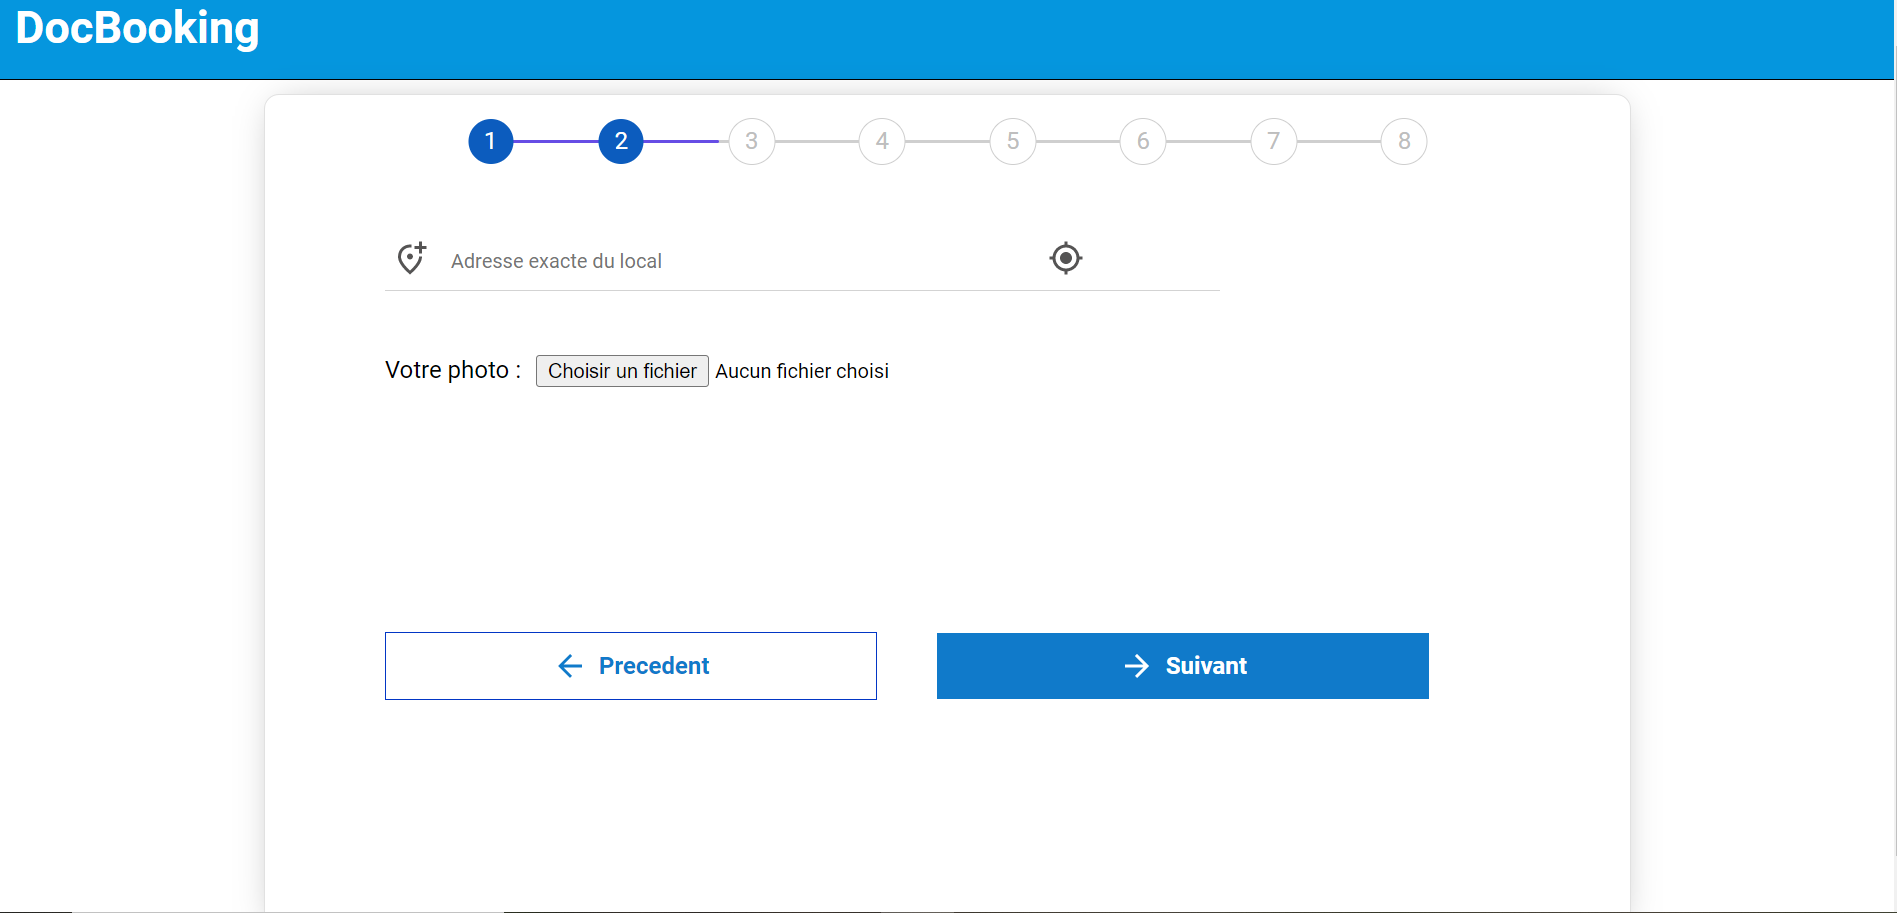 DocBooking
1 2 3 4 5 6 7 8
Adresse exacte du local
Votre photo : Choisir un fichier Aucun fichier choisi
Precedent Suivant